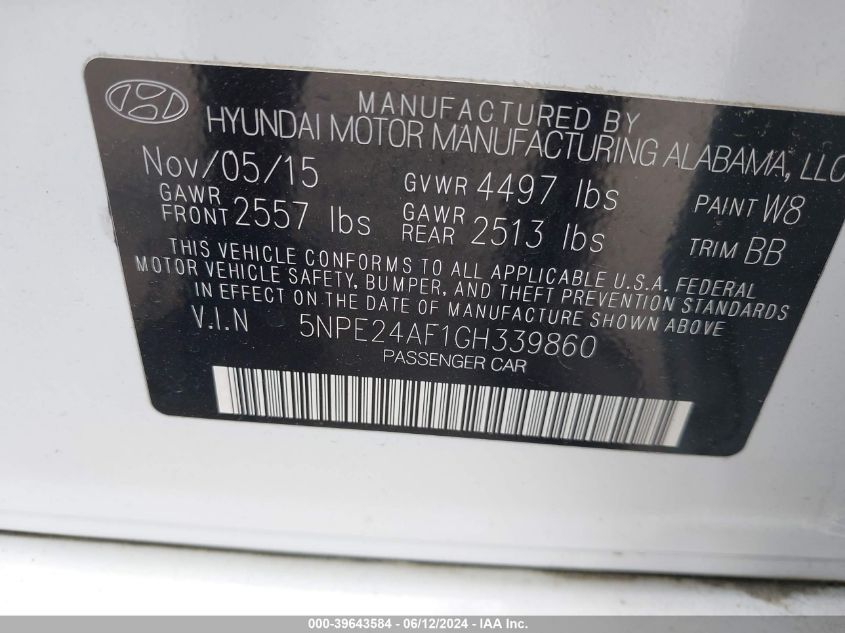 MANUFACTURED BY
HYUNDAI MOTOR MANUFACTURING ALABAMA, LLC
Nov/05/15 GVWR 4497 lbs PAINT W8
GAWR FRONT 2557 lbs GAWR REAR 2513 lbs TRIM BB
THIS VEHICLE CONFORMS TO ALL APPLICABLE U.S.A. FEDERAL
MOTOR VEHICLE SAFETY, BUMPER, AND THEFT PREVENTION STANDARDS
IN EFFECT ON THE DATE OF MANUFACTURE SHOWN ABOVE
V.I.N 5NPE24AF1GH339860
PASSENGER CAR
000-39643584 - 06/12/2024 - IAA Inc.